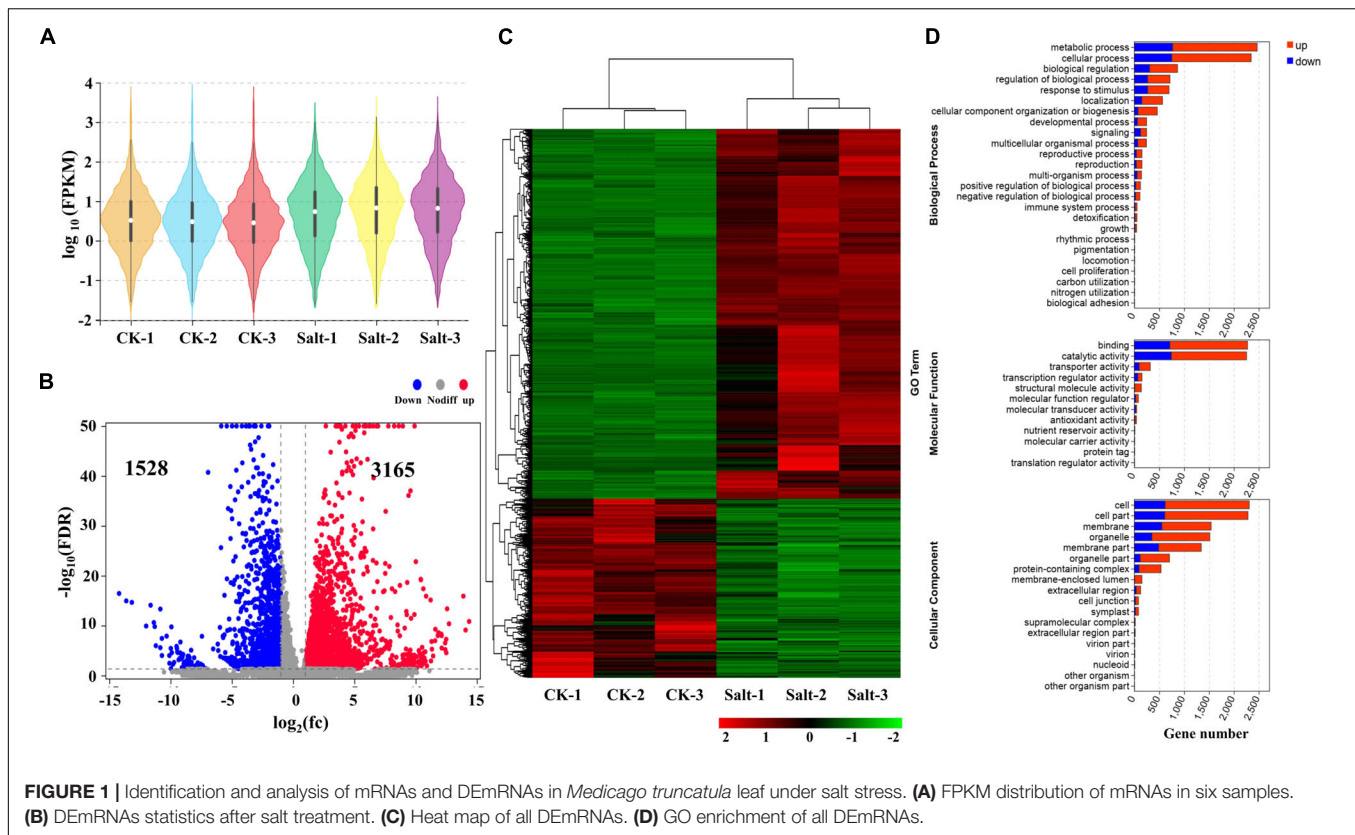 A
log 10(FPKM)
4
3
2
1
0
-1
-2
CK-1 CK-2 CK-3 Salt-1 Salt-2 Salt-3
B
Down Nodiff up
-log10(FDR)
50
40
30
20
10
0
1528
3165
-15 -10 -5 0 5 10 15
log2(fc)
C
CK-1 CK-2 CK-3 Salt-1 Salt-2 Salt-3
2 1 0 -1 -2
D
up
down
GO Term
Biological Process
metabolic process
cellular process
biological regulation
regulation of biological process
response to stimulus
localization
cellular component organization or biogenesis
developmental process
signaling
multicellular organismal process
reproductive process
reproduction
multi-organism process
positive regulation of biological process
negative regulation of biological process
immune system process
detoxification
growth
rhythmic process
pigmentation
locomotion
cell proliferation
carbon utilization
nitrogen utilization
biological adhesion
0 500 1.000 1.500 2.000 2.500
Molecular Function
binding
catalytic activity
transporter activity
transcription regulator activity
structural molecule activity
molecular function regulator
molecular transducer activity
antioxidant activity
nutrient reservoir activity
molecular carrier activity
protein tag
translation regulator activity
0 500 1.000 1.500 2.000 2.500
Cellular Component
cell
cell part
membrane
organelle
membrane part
organelle part
protein-containing complex
membrane-enclosed lumen
extracellular region
cell junction
symplast
supramolecular complex
extracellular region part
virion part
virion
nucleoid
other organism
other organism part
0 500 1.000 1.500 2.000 2.500
Gene number
FIGURE 1 | Identification and analysis of mRNAs and DEmRNAs in Medicago truncatula leaf under salt stress. (A) FPKM distribution of mRNAs in six samples.
(B) DEmRNAs statistics after salt treatment. (C) Heat map of all DEmRNAs. (D) GO enrichment of all DEmRNAs.